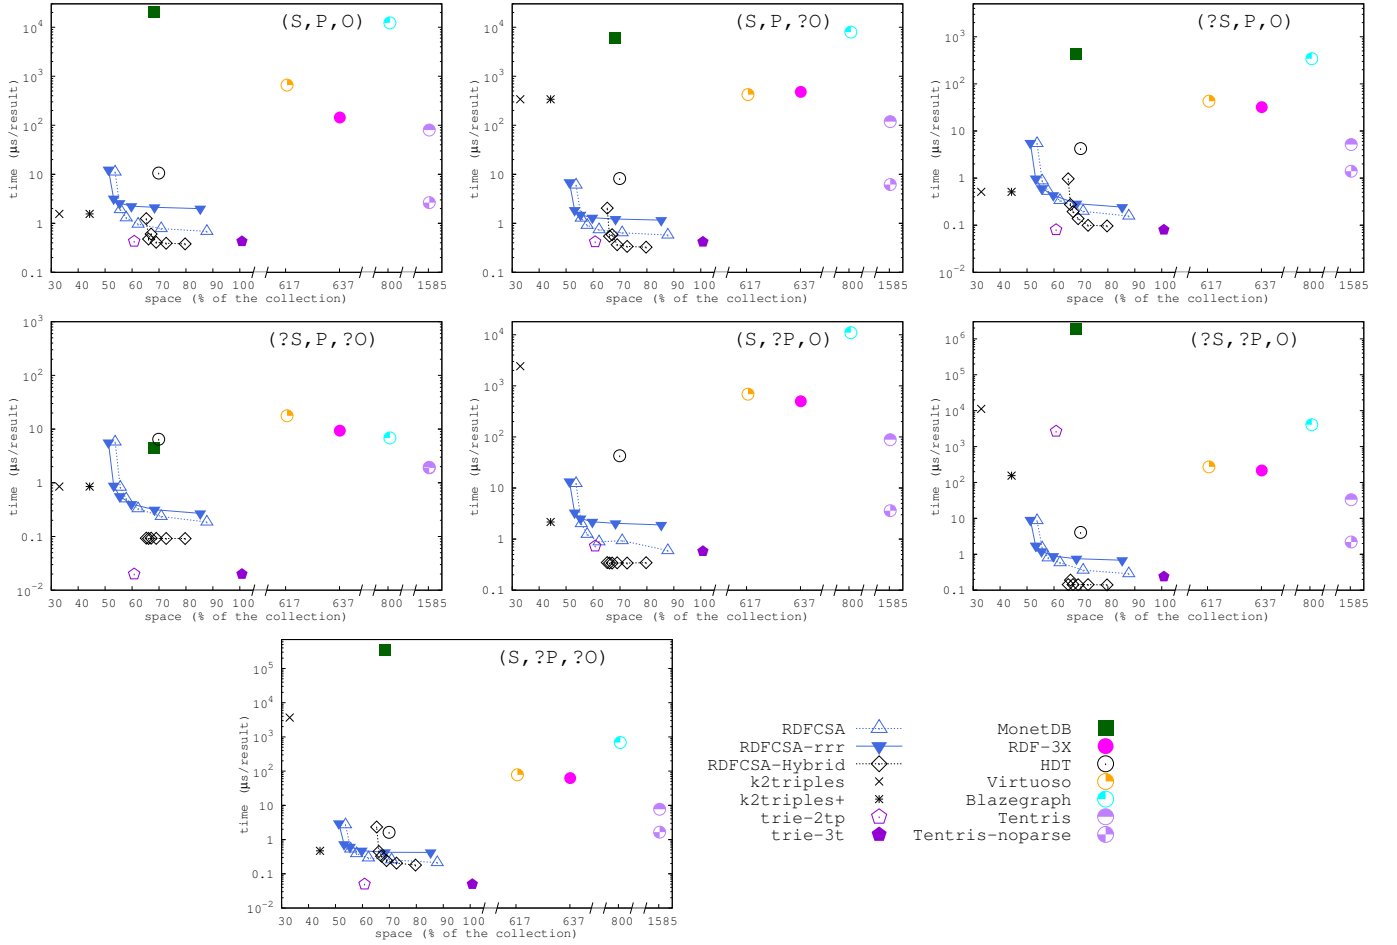 (S,P,O)
time (µs/result)
10^4
10^3
10^2
10
1
0.1
30 40 50 60 70 80 90 100 617 637 800 1585
space (% of the collection)
(S,P,?O)
time (µs/result)
10^4
10^3
10^2
10
1
0.1
30 40 50 60 70 80 90 100 617 637 800 1585
space (% of the collection)
(?S,P,O)
time (µs/result)
10^3
10^2
10
1
0.1
10^-2
30 40 50 60 70 80 90 100 617 637 800 1585
space (% of the collection)
(?S,P,?O)
time (µs/result)
10^3
10^2
10
1
0.1
10^-2
30 40 50 60 70 80 90 100 617 637 800 1585
space (% of the collection)
(S,?P,O)
time (µs/result)
10^4
10^3
10^2
10
1
0.1
30 40 50 60 70 80 90 100 617 637 800 1585
space (% of the collection)
(?S,?P,O)
time (µs/result)
10^6
10^5
10^4
10^3
10^2
10
1
0.1
30 40 50 60 70 80 90 100 617 637 800 1585
space (% of the collection)
(S,?P,?O)
time (µs/result)
10^5
10^4
10^3
10^2
10
1
0.1
10^-2
30 40 50 60 70 80 90 100 617 637 800 1585
space (% of the collection)
RDFCSA
RDFCSA-rrr
RDFCSA-Hybrid
k2triples
k2triples+
trie-2tp
trie-3t
MonetDB
RDF-3X
HDT
Virtuoso
Blazegraph
Tentris
Tentris-noparse